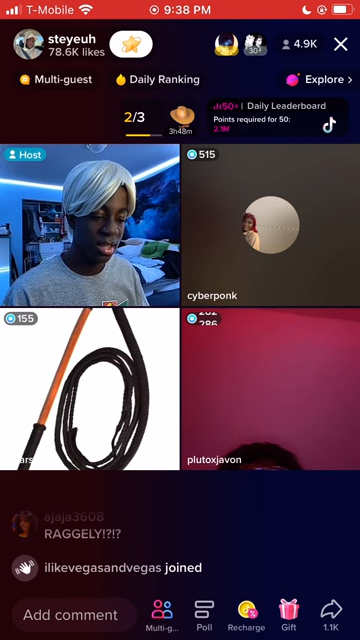 T-Mobile
9:38 PM
steyeuh
78.6K likes
30+
4.9K
Multi-guest
Daily Ranking
Explore >
2/3
3h48m
50+ | Daily Leaderboard
Points required for 50:
2.1M
Host
515
cyberponk
155
ars
286
plutoxjavon
ajaja3608
RAGGELY!?!?
ilikevegasandvegas joined
Add comment
Multi-g...
Poll
Recharge
Gift
1.1K